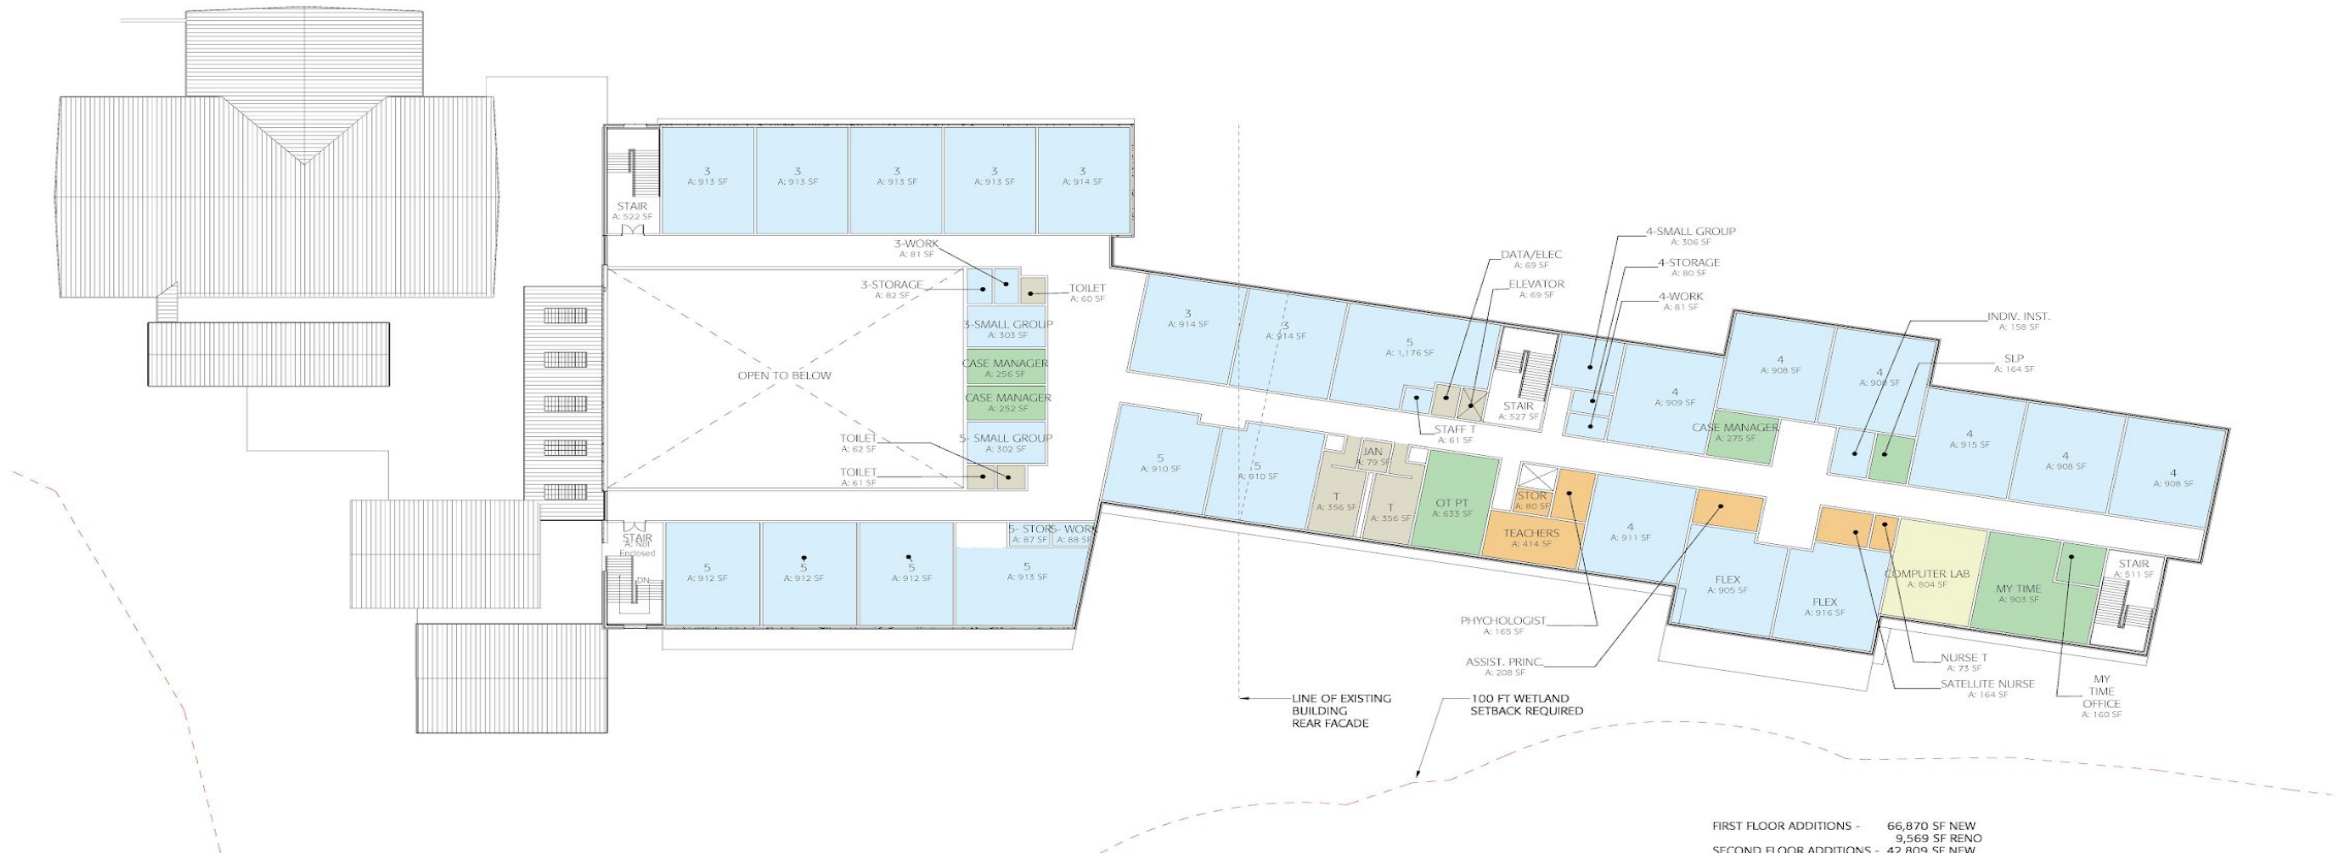 3
A: 913 SF
3
A: 913 SF
3
A: 913 SF
3
A: 913 SF
3
A: 914 SF
STAIR
A: 522 SF
3-WORK
A: 81 SF
3-STORAGE
A: 82 SF
TOILET
A: 60 SF
3-SMALL GROUP
A: 303 SF
CASE MANAGER
A: 256 SF
CASE MANAGER
A: 252 SF
5- SMALL GROUP
A: 302 SF
OPEN TO BELOW
TOILET
A: 62 SF
TOILET
A: 61 SF
STAIR
A: Not
Enclosed
DN
5
A: 912 SF
5
A: 912 SF
5
A: 912 SF
5- STOR
A: 87 SF
5- WORK
A: 88 SF
5
A: 913 SF
3
A: 914 SF
3
A: 914 SF
5
A: 1,176 SF
DATA/ELEC
A: 69 SF
ELEVATOR
A: 69 SF
STAIR
A: 527 SF
STAFF T
A: 61 SF
4-SMALL GROUP
A: 306 SF
4-STORAGE
A: 80 SF
4-WORK
A: 81 SF
4
A: 909 SF
4
A: 908 SF
4
A: 908 SF
CASE MANAGER
A: 275 SF
INDIV. INST.
A: 158 SF
SLP
A: 164 SF
4
A: 915 SF
4
A: 908 SF
4
A: 908 SF
5
A: 910 SF
5
A: 910 SF
T
A: 356 SF
JAN
A: 79 SF
T
A: 356 SF
OT PT
A: 633 SF
STOR
A: 80 SF
TEACHERS
A: 414 SF
4
A: 911 SF
FLEX
A: 905 SF
FLEX
A: 916 SF
COMPUTER LAB
A: 804 SF
MY TIME
A: 903 SF
STAIR
A: 511 SF
PHYCHOLOGIST
A: 165 SF
ASSIST. PRINC.
A: 208 SF
NURSE T
A: 73 SF
SATELLITE NURSE
A: 164 SF
MY
TIME
OFFICE
A: 160 SF
LINE OF EXISTING
BUILDING
REAR FACADE
100 FT WETLAND
SETBACK REQUIRED
FIRST FLOOR ADDITIONS - 66,870 SF NEW
9,569 SF RENO
SECOND FLOOR ADDITIONS - 42,809 SF NEW